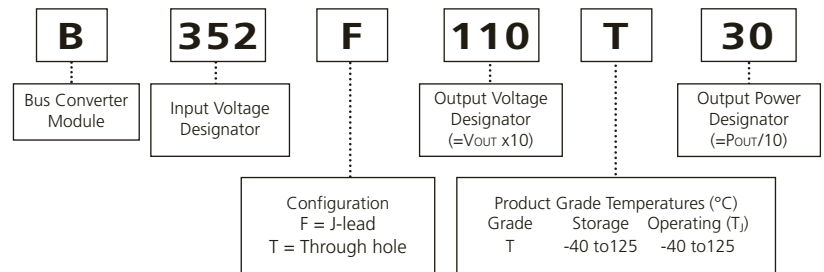 B 352 F 110 T 30
Bus Converter
Module
Input Voltage
Designator
Output Voltage
Designator
(=VOUT x10)
Output Power
Designator
(=POUT/10)
Configuration
F = J-lead
T = Through hole
Product Grade Temperatures (°C)
Grade Storage Operating (TJ)
T -40 to125 -40 to125